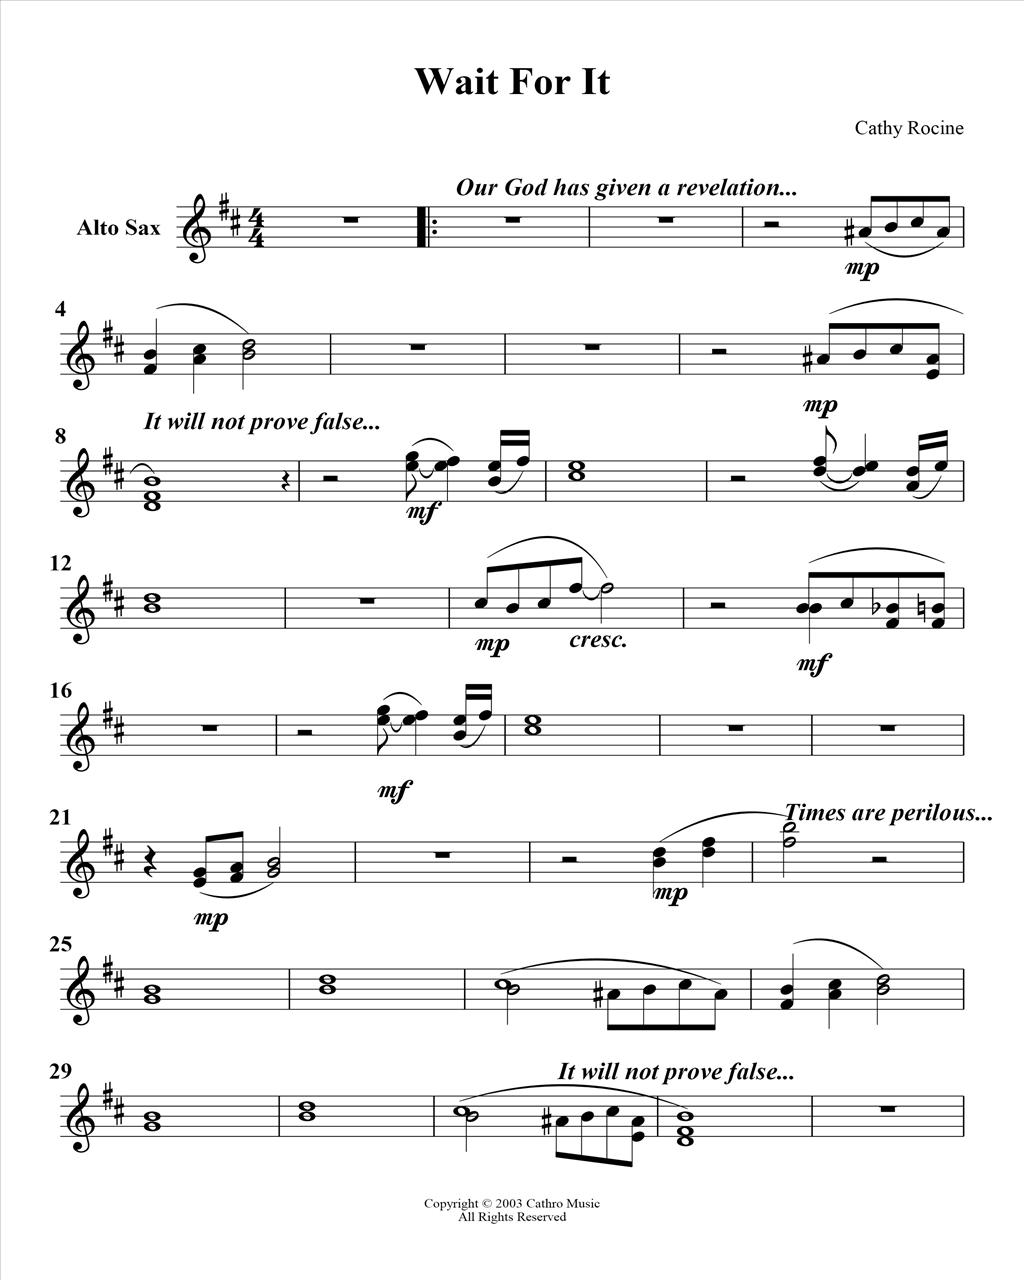 Wait For It
Cathy Rocine
Our God has given a revelation...
Alto Sax
4
4
mp
4
mp
It will not prove false...
8
mf
12
mp
cresc.
mf
16
mf
Times are perilous...
21
mp
mp
25
It will not prove false...
29
Copyright © 2003 Cathro Music
All Rights Reserved